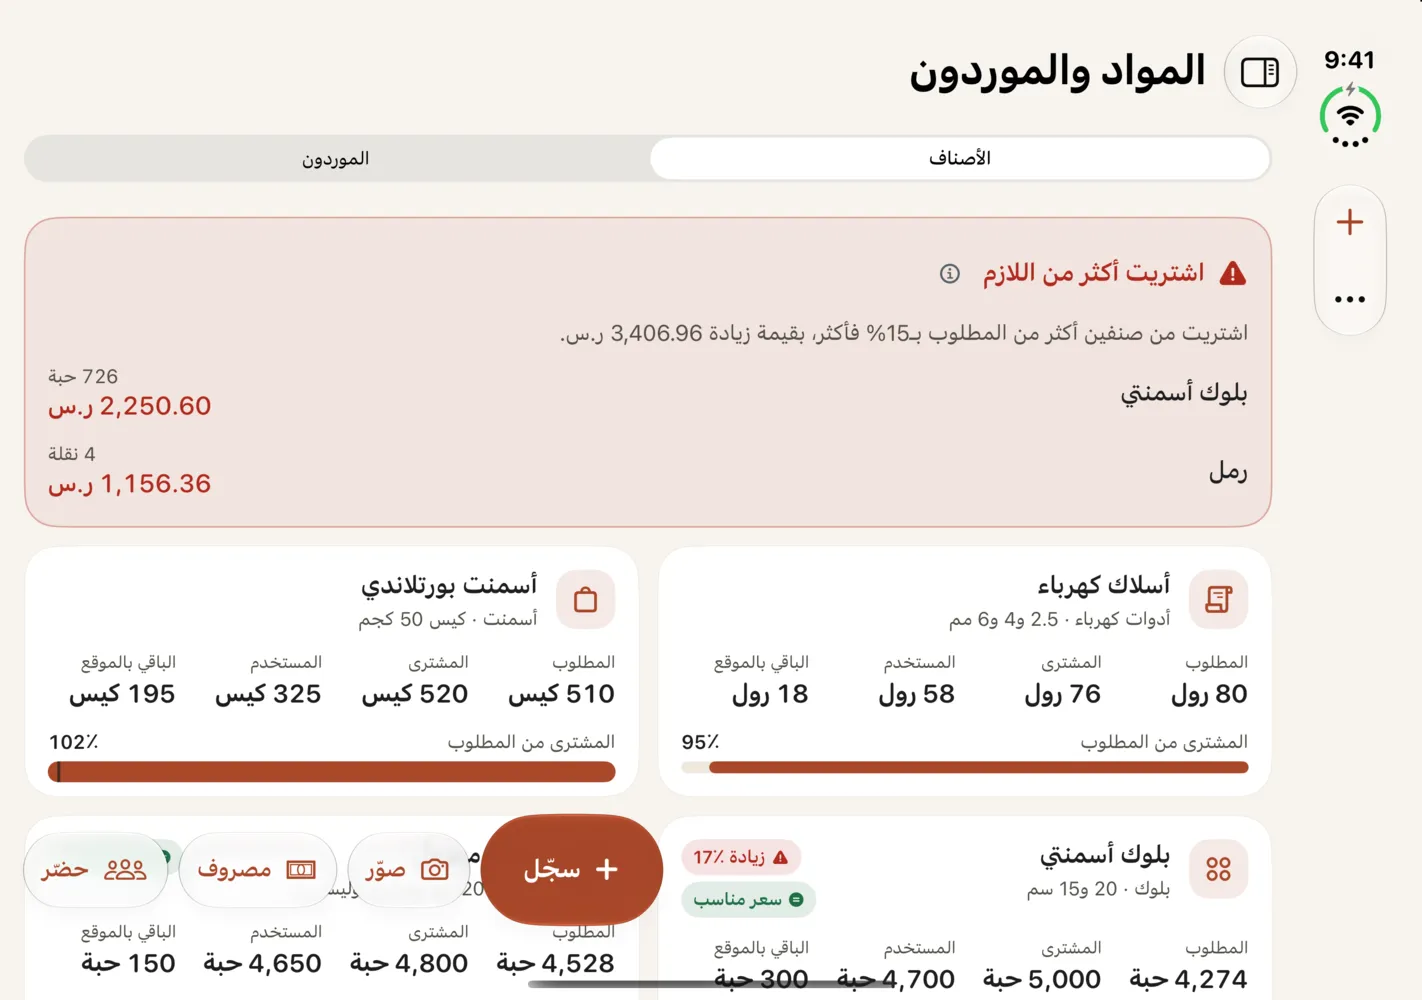 9:41
المواد والموردون
الأصناف
الموردون
اشتريت أكثر من اللازم
اشتريت من صنفين أكثر من المطلوب بـ15% فأكثر، بقيمة زيادة 3,406.96 ر.س.
بلوك أسمنتي
726 حبة
2,250.60 ر.س
رمل
4 نقلة
1,156.36 ر.س
أسلاك كهرباء
أدوات كهرباء · 2.5 و4 و6 مم
المطلوب المشترى المستخدم الباقي بالموقع
80 رول 76 رول 58 رول 18 رول
المشترى من المطلوب 95٪
أسمنت بورتلاندي
أسمنت · كيس 50 كجم
المطلوب المشترى المستخدم الباقي بالموقع
510 كيس 520 كيس 325 كيس 195 كيس
المشترى من المطلوب 102٪
بلوك أسمنتي
بلوك · 20 و15 سم
زيادة 17٪
سعر مناسب
المطلوب المشترى المستخدم الباقي بالموقع
4,274 حبة 5,000 حبة 4,700 حبة 300 حبة
المطلوب المشترى المستخدم الباقي بالموقع
4,528 حبة 4,800 حبة 4,650 حبة 150 حبة
سجّل
صوّر
مصروف
حضّر